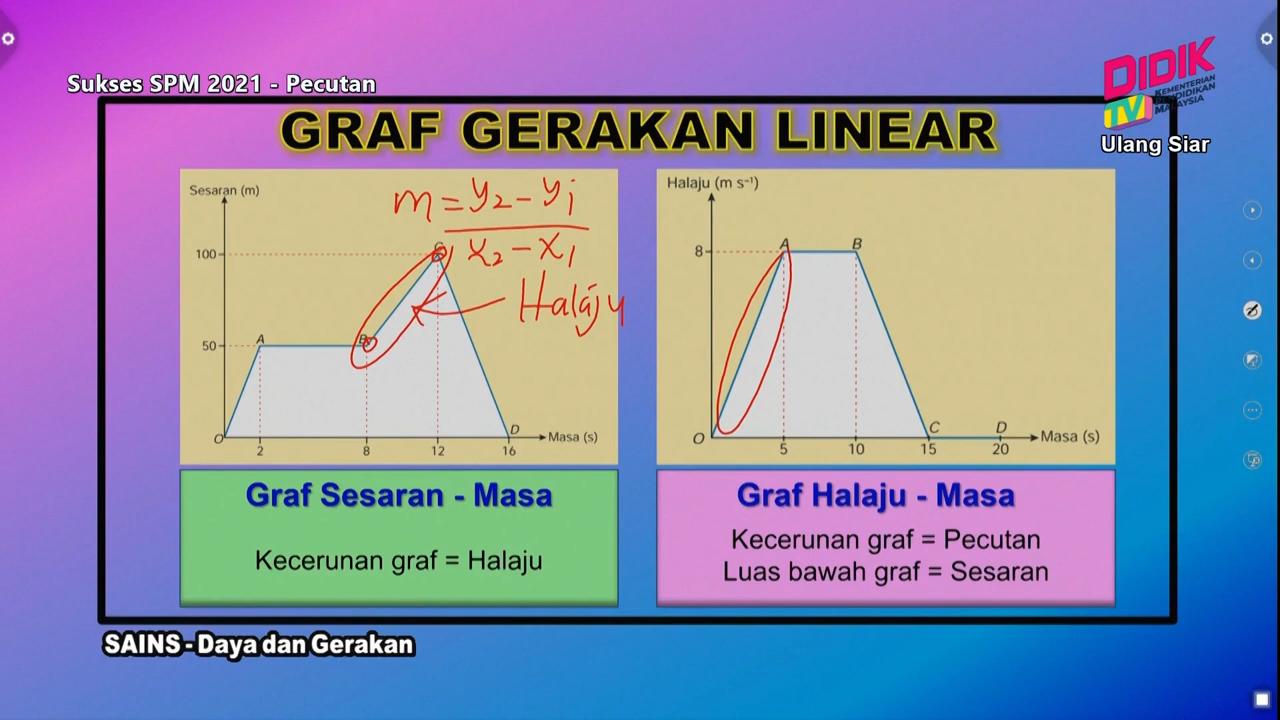 Sukses SPM 2021 - Pecutan
DIDIK
TV
KEMENTERIAN
PENDIDIKAN
MALAYSIA
Ulang Siar
GRAF GERAKAN LINEAR
Sesaran (m)
m = y₂ - y₁
x₂ - x₁
Halaju
100
50
O
A
B
C
D
2
8
12
16
Masa (s)
Halaju (m s⁻¹)
8
O
A
B
C
D
5
10
15
20
Masa (s)
Graf Sesaran - Masa
Kecerunan graf = Halaju
Graf Halaju - Masa
Kecerunan graf = Pecutan
Luas bawah graf = Sesaran
SAINS - Daya dan Gerakan